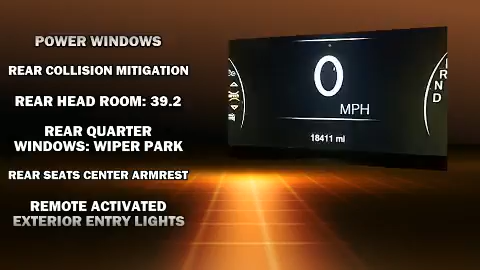 POWER WINDOWS
REAR COLLISION MITIGATION
REAR HEAD ROOM: 39.2
REAR QUARTER
WINDOWS: WIPER PARK
REAR SEATS CENTER ARMREST
REMOTE ACTIVATED
EXTERIOR ENTRY LIGHTS
0
MPH
18411 mi
R
N
D